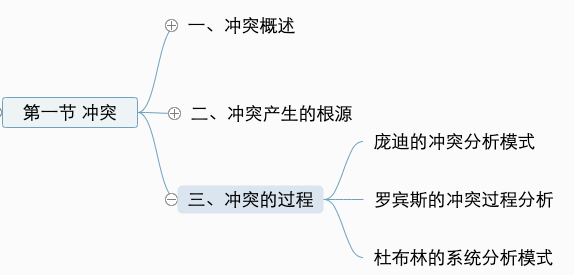 一、冲突概述
第一节 冲突
二、冲突产生的根源
庞迪的冲突分析模式
三、冲突的过程
罗宾斯的冲突过程分析
杜布林的系统分析模式